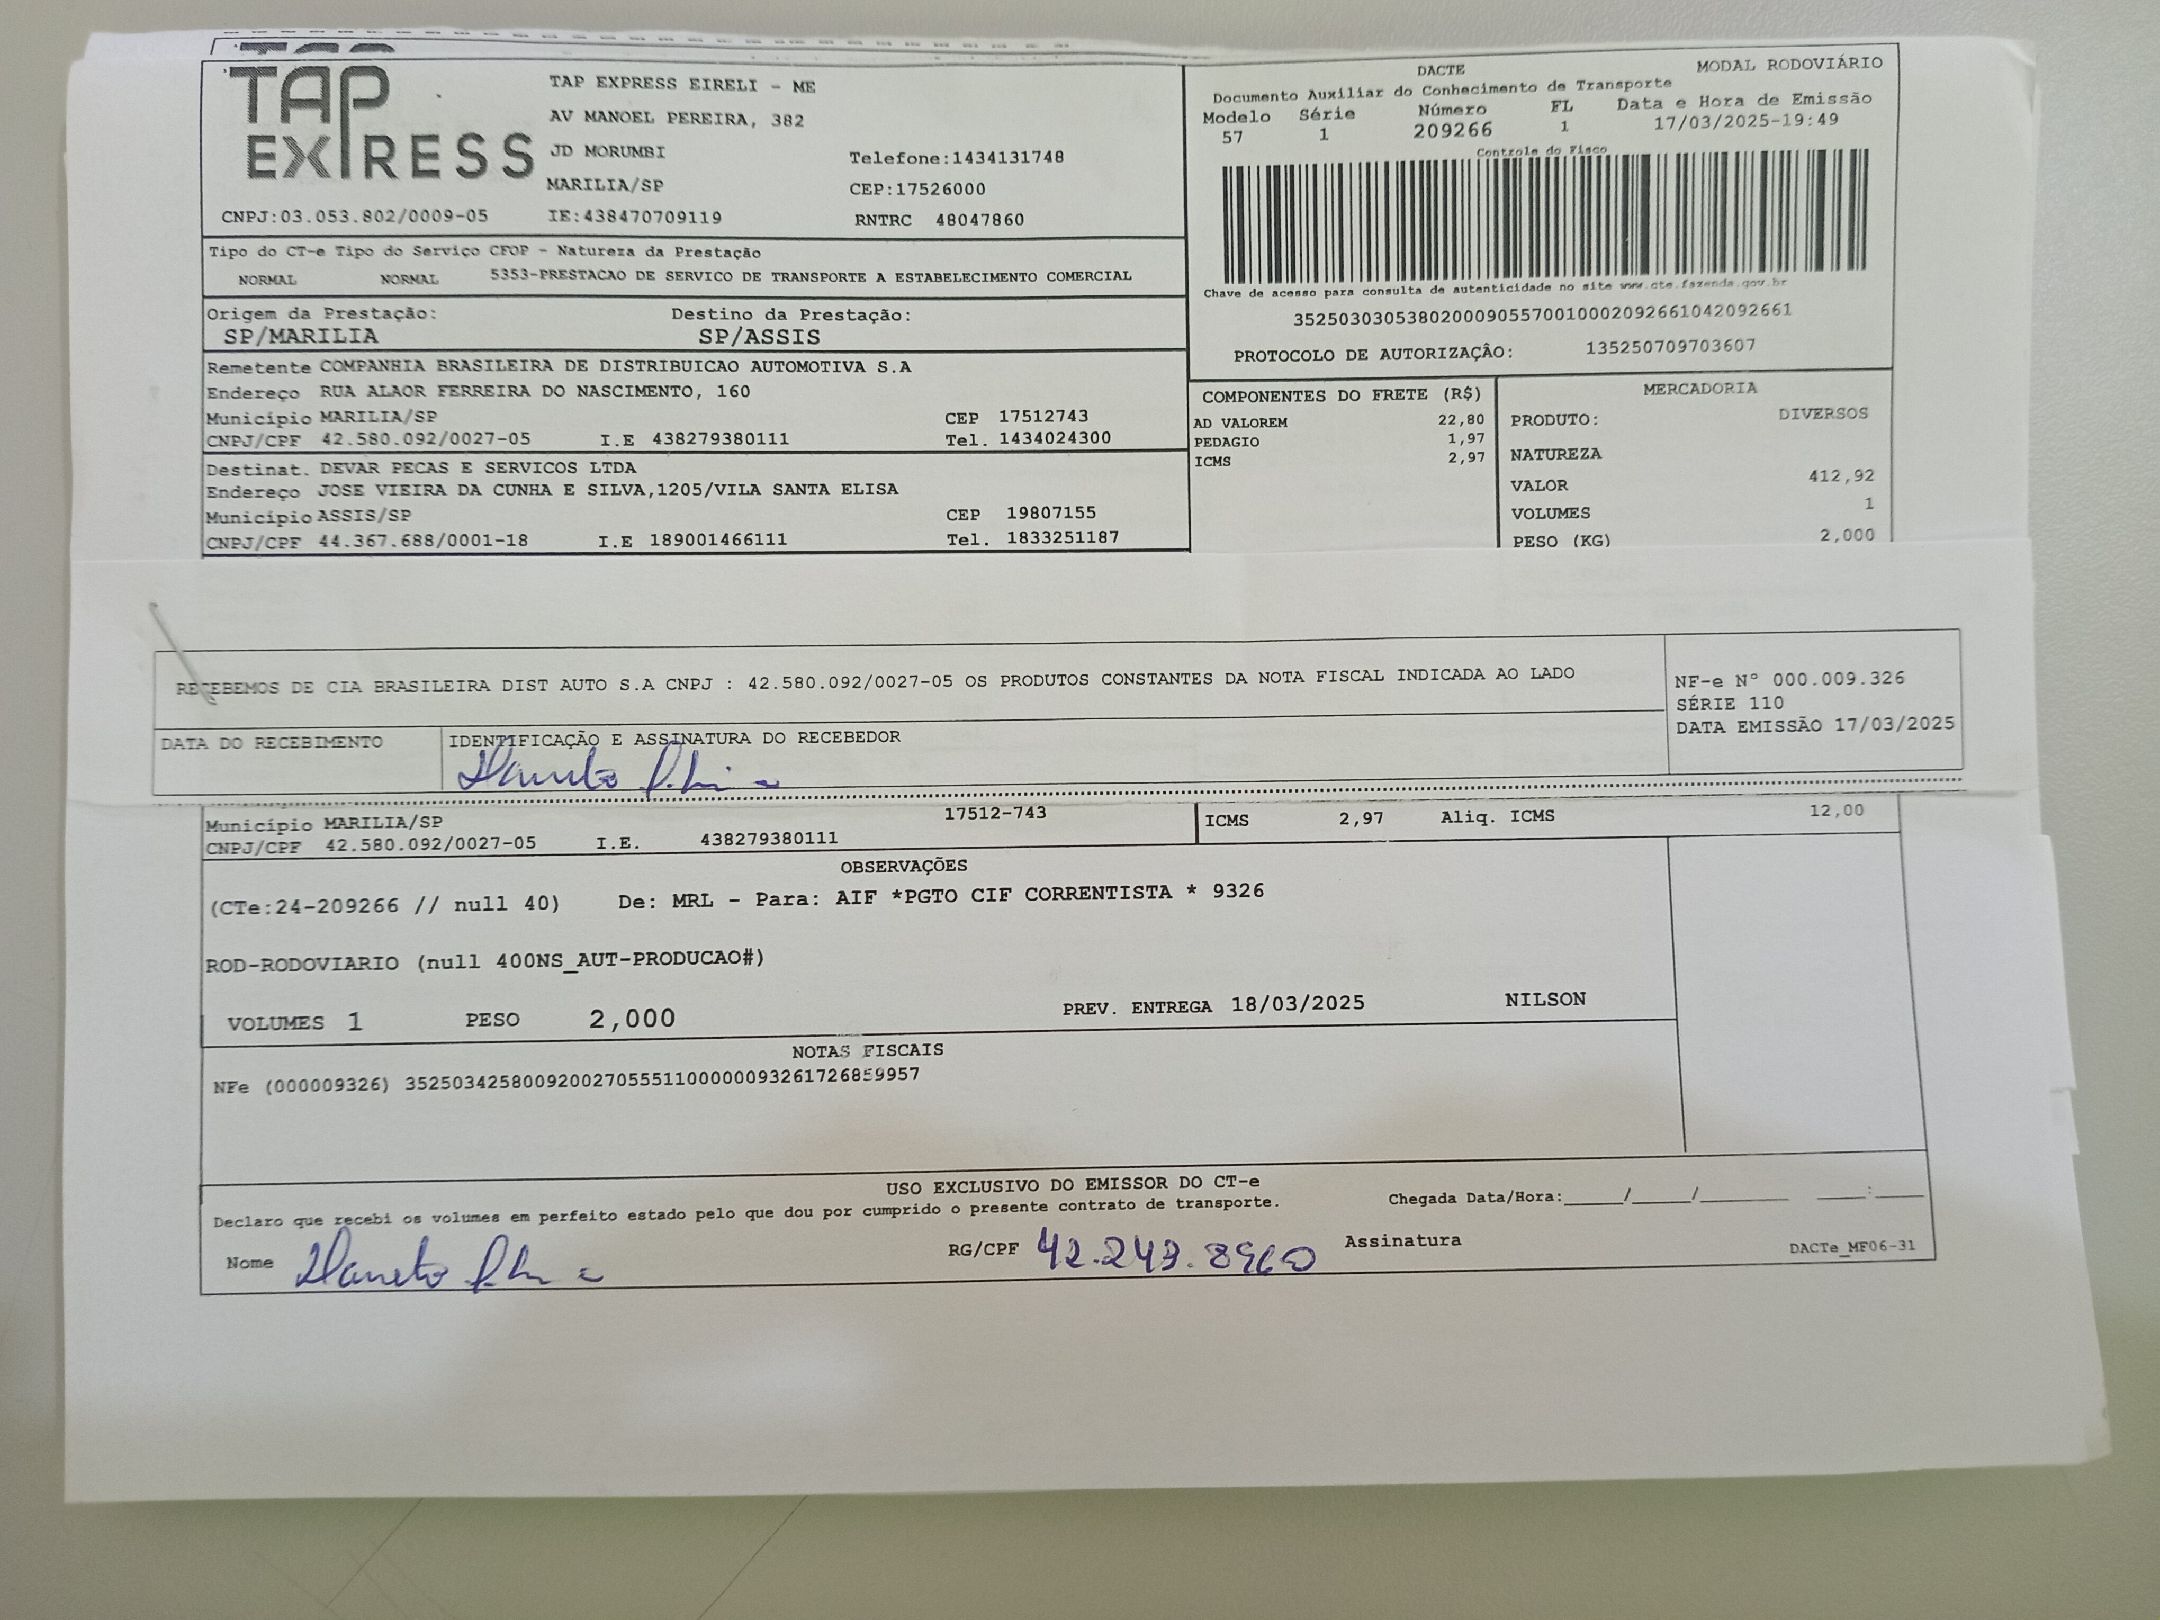 TAP EXPRESS
TAP EXPRESS EIRELI - ME
AV MANOEL PEREIRA, 382
JD MORUMBI
Telefone:1434131748
MARILIA/SP
CEP:17526000
CNPJ:03.053.802/0009-05 IE:438470709119 RNTRC 48047860
DACTE MODAL RODOVIÁRIO
Documento Auxiliar do Conhecimento de Transporte
Modelo Série Número FL Data e Hora de Emissão
57 1 209266 1 17/03/2025-19:49
Controle do Fisco
Chave de acesso para consulta de autenticidade no site www.cte.fazenda.gov.br
35250303053802000905570010002092661042092661
PROTOCOLO DE AUTORIZAÇÂO: 135250709703607
Tipo do CT-e Tipo do Serviço CFOP - Natureza da Prestação
NORMAL NORMAL 5353-PRESTACAO DE SERVICO DE TRANSPORTE A ESTABELECIMENTO COMERCIAL
Origem da Prestação: Destino da Prestação:
SP/MARILIA SP/ASSIS
Remetente COMPANHIA BRASILEIRA DE DISTRIBUICAO AUTOMOTIVA S.A
Endereço RUA ALAOR FERREIRA DO NASCIMENTO, 160
Município MARILIA/SP CEP 17512743
CNPJ/CPF 42.580.092/0027-05 I.E 438279380111 Tel. 1434024300
Destinat. DEVAR PECAS E SERVICOS LTDA
Endereço JOSE VIEIRA DA CUNHA E SILVA,1205/VILA SANTA ELISA
Município ASSIS/SP CEP 19807155
CNPJ/CPF 44.367.688/0001-18 I.E 189001466111 Tel. 1833251187
COMPONENTES DO FRETE (R$)
AD VALOREM 22,80
PEDAGIO 1,97
ICMS 2,97
MERCADORIA
PRODUTO: DIVERSOS
NATUREZA
VALOR 412,92
VOLUMES 1
PESO (KG) 2,000
RECEBEMOS DE CIA BRASILEIRA DIST AUTO S.A CNPJ : 42.580.092/0027-05 OS PRODUTOS CONSTANTES DA NOTA FISCAL INDICADA AO LADO
NF-e Nº 000.009.326
SÉRIE 110
DATA EMISSÃO 17/03/2025
DATA DO RECEBIMENTO IDENTIFICAÇÃO E ASSINATURA DO RECEBEDOR
Município MARILIA/SP 17512-743
CNPJ/CPF 42.580.092/0027-05 I.E. 438279380111
ICMS 2,97 Aliq. ICMS 12,00
OBSERVAÇÕES
(CTe:24-209266 // null 40) De: MRL - Para: AIF *PGTO CIF CORRENTISTA * 9326
ROD-RODOVIARIO (null 400NS_AUT-PRODUCAO#)
VOLUMES 1 PESO 2,000 PREV. ENTREGA 18/03/2025 NILSON
NOTAS FISCAIS
NFe (000009326) 35250342580092002705551100000093261726859957
USO EXCLUSIVO DO EMISSOR DO CT-e
Declaro que recebi os volumes em perfeito estado pelo que dou por cumprido o presente contrato de transporte.
Chegada Data/Hora:_____/_____/_______ ____:____
Nome RG/CPF 42.243.8960 Assinatura
DACTe_MF06-31